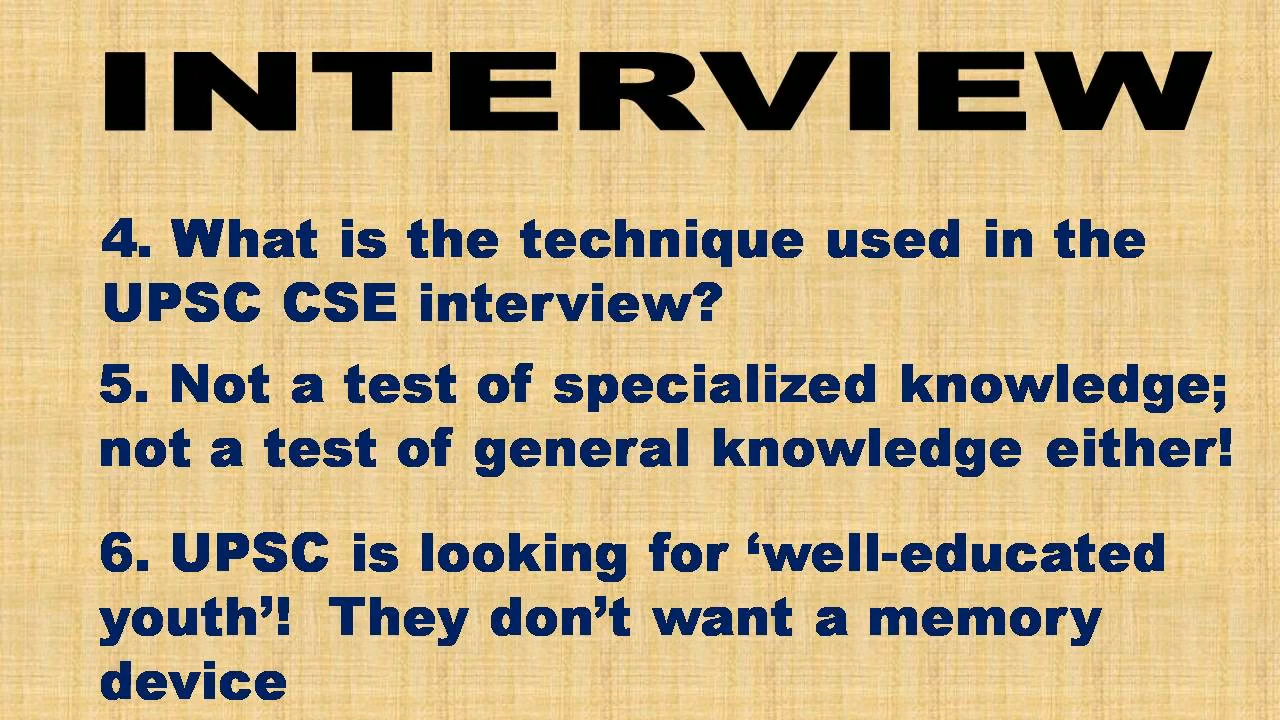 INTERVIEW
4. What is the technique used in the
UPSC CSE interview?
5. Not a test of specialized knowledge;
not a test of general knowledge either!
6. UPSC is looking for ‘well-educated
youth’!  They don’t want a memory
device